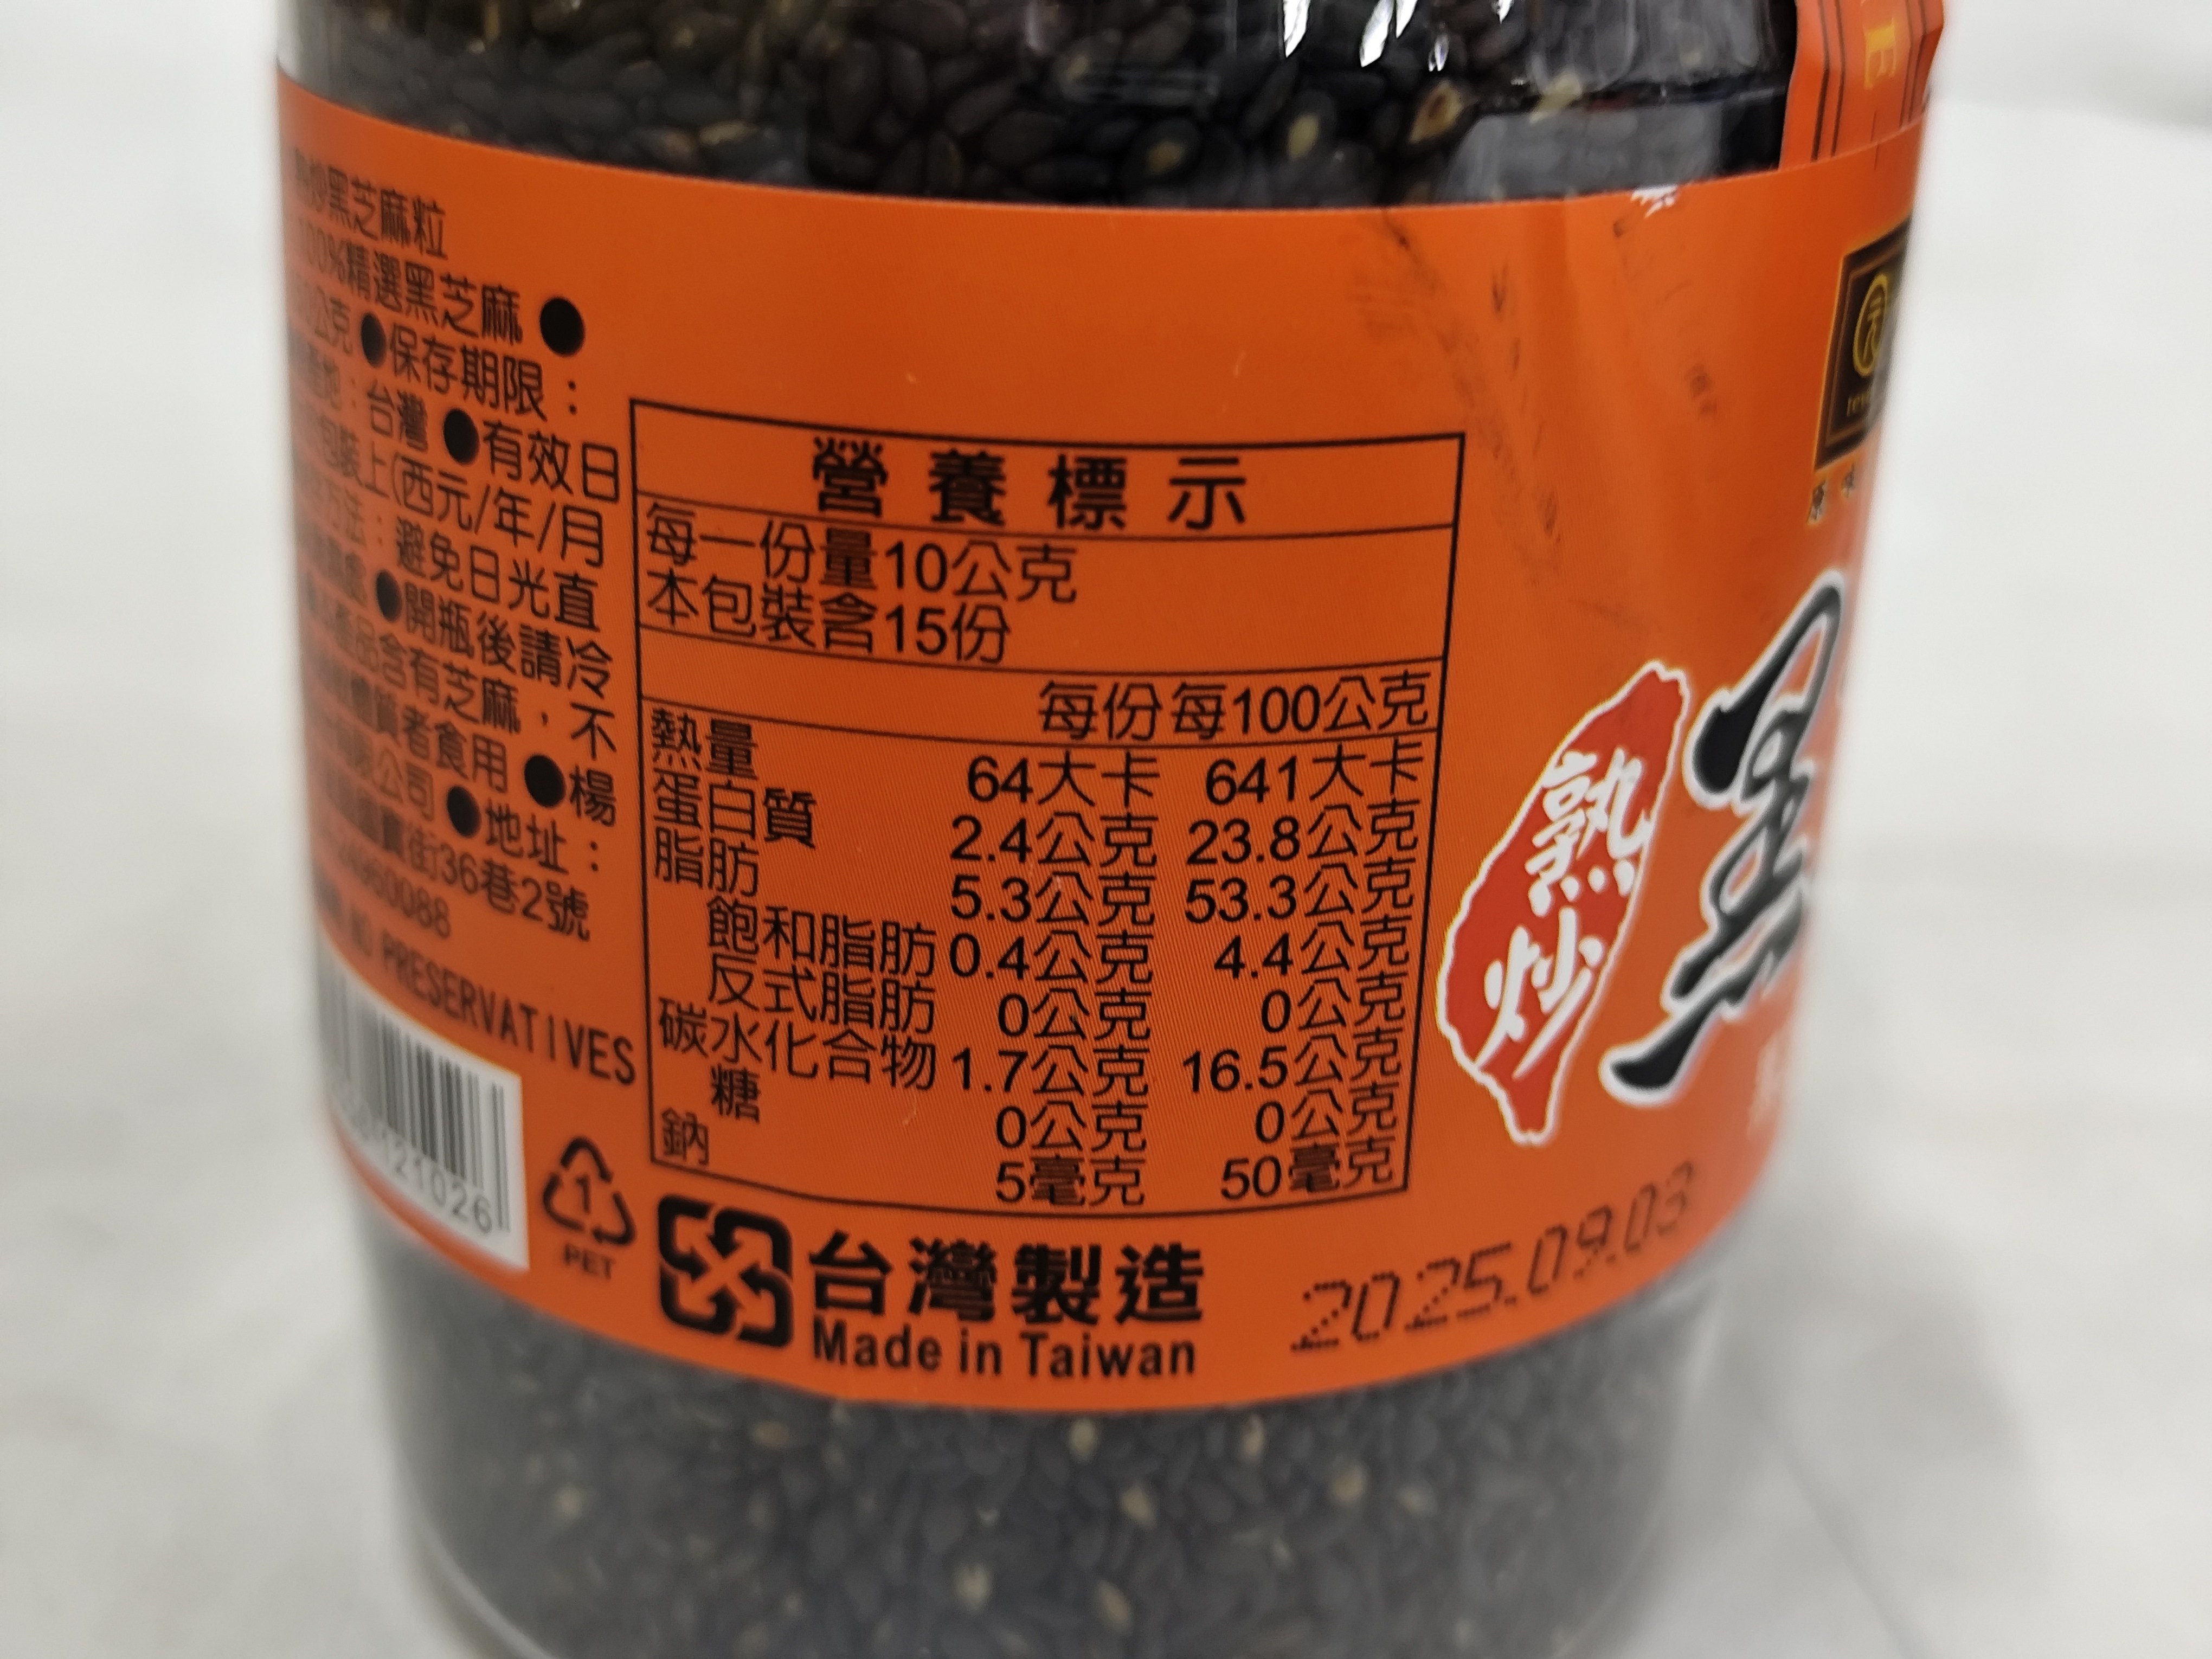 炒黑芝麻粒
00%精選黑芝麻 ●
公克 ●保存期限:
台灣 ●有效日
包裝上(西元/年/月
方法:避免日光直
●開瓶後請冷
產品含有芝麻,不
體質者食用 ●楊
限公司 ●地址:
街36巷2號
NO PRESERVATIVES
121026
1
PET
營養標示
每一份量10公克
本包裝含15份
每份 每100公克
熱量 64大卡 641大卡
蛋白質 2.4公克 23.8公克
脂肪 5.3公克 53.3公克
飽和脂肪 0.4公克 4.4公克
反式脂肪 0公克 0公克
碳水化合物 1.7公克 16.5公克
糖 0公克 0公克
鈉 5毫克 50毫克
台灣製造
Made in Taiwan
2025.09.03
元
原味
熟炒
黑